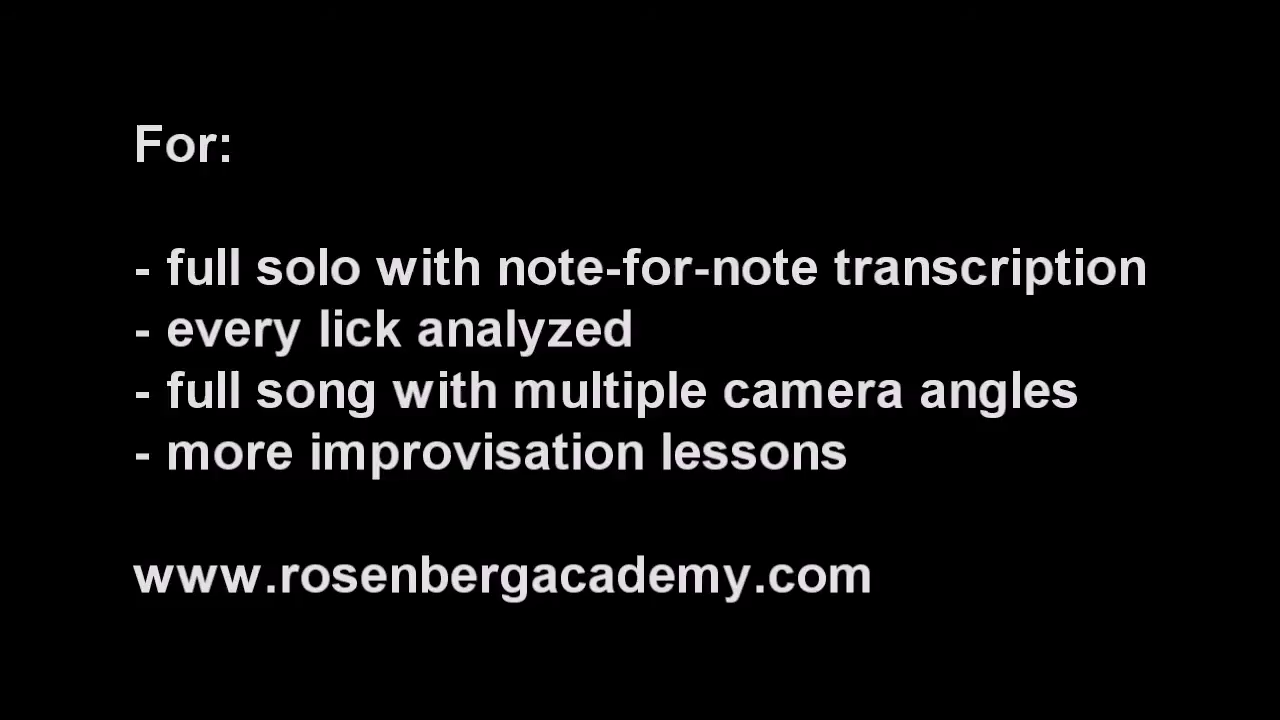 For:
- full solo with note-for-note transcription
- every lick analyzed
- full song with multiple camera angles
- more improvisation lessons
www.rosenbergacademy.com